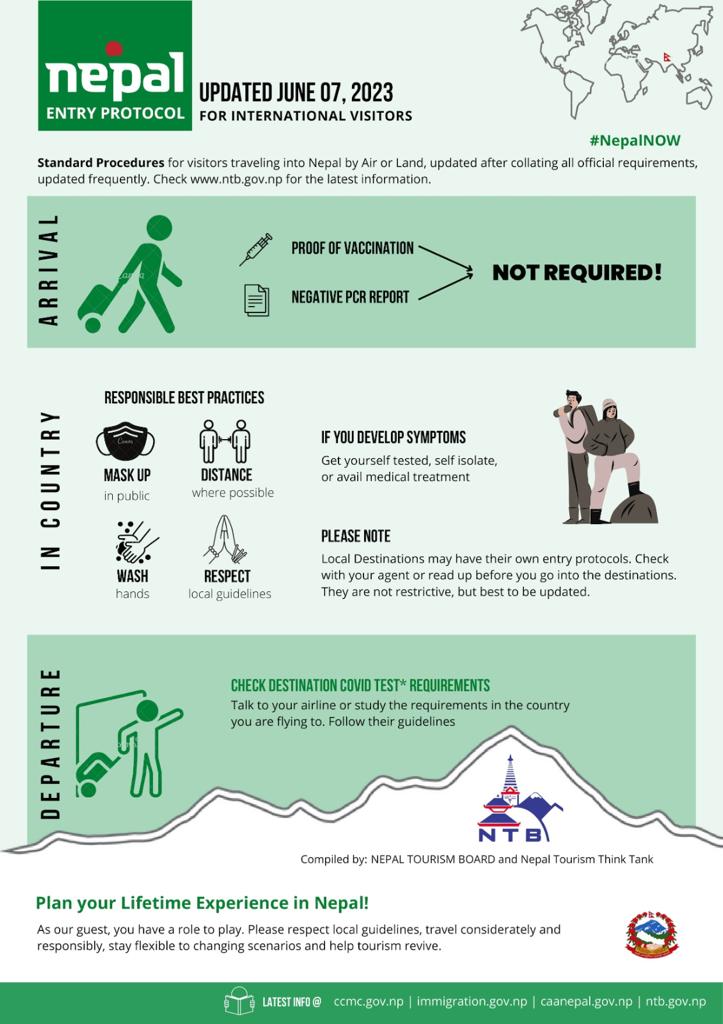 nepal
ENTRY PROTOCOL
UPDATED JUNE 07, 2023
FOR INTERNATIONAL VISITORS
#NepalNOW
Standard Procedures for visitors traveling into Nepal by Air or Land, updated after collating all official requirements,
updated frequently. Check www.ntb.gov.np for the latest information.
ARRIVAL
PROOF OF VACCINATION
NEGATIVE PCR REPORT
NOT REQUIRED!
IN COUNTRY
RESPONSIBLE BEST PRACTICES
MASK UP
in public
DISTANCE
where possible
WASH
hands
RESPECT
local guidelines
IF YOU DEVELOP SYMPTOMS
Get yourself tested, self isolate,
or avail medical treatment
PLEASE NOTE
Local Destinations may have their own entry protocols. Check
with your agent or read up before you go into the destinations.
They are not restrictive, but best to be updated.
DEPARTURE
CHECK DESTINATION COVID TEST* REQUIREMENTS
Talk to your airline or study the requirements in the country
you are flying to. Follow their guidelines
NTB
Compiled by: NEPAL TOURISM BOARD and Nepal Tourism Think Tank
Plan your Lifetime Experience in Nepal!
As our guest, you have a role to play. Please respect local guidelines, travel considerately and
responsibly, stay flexible to changing scenarios and help tourism revive.
LATEST INFO @ ccmc.gov.np | immigration.gov.np | caanepal.gov.np | ntb.gov.np